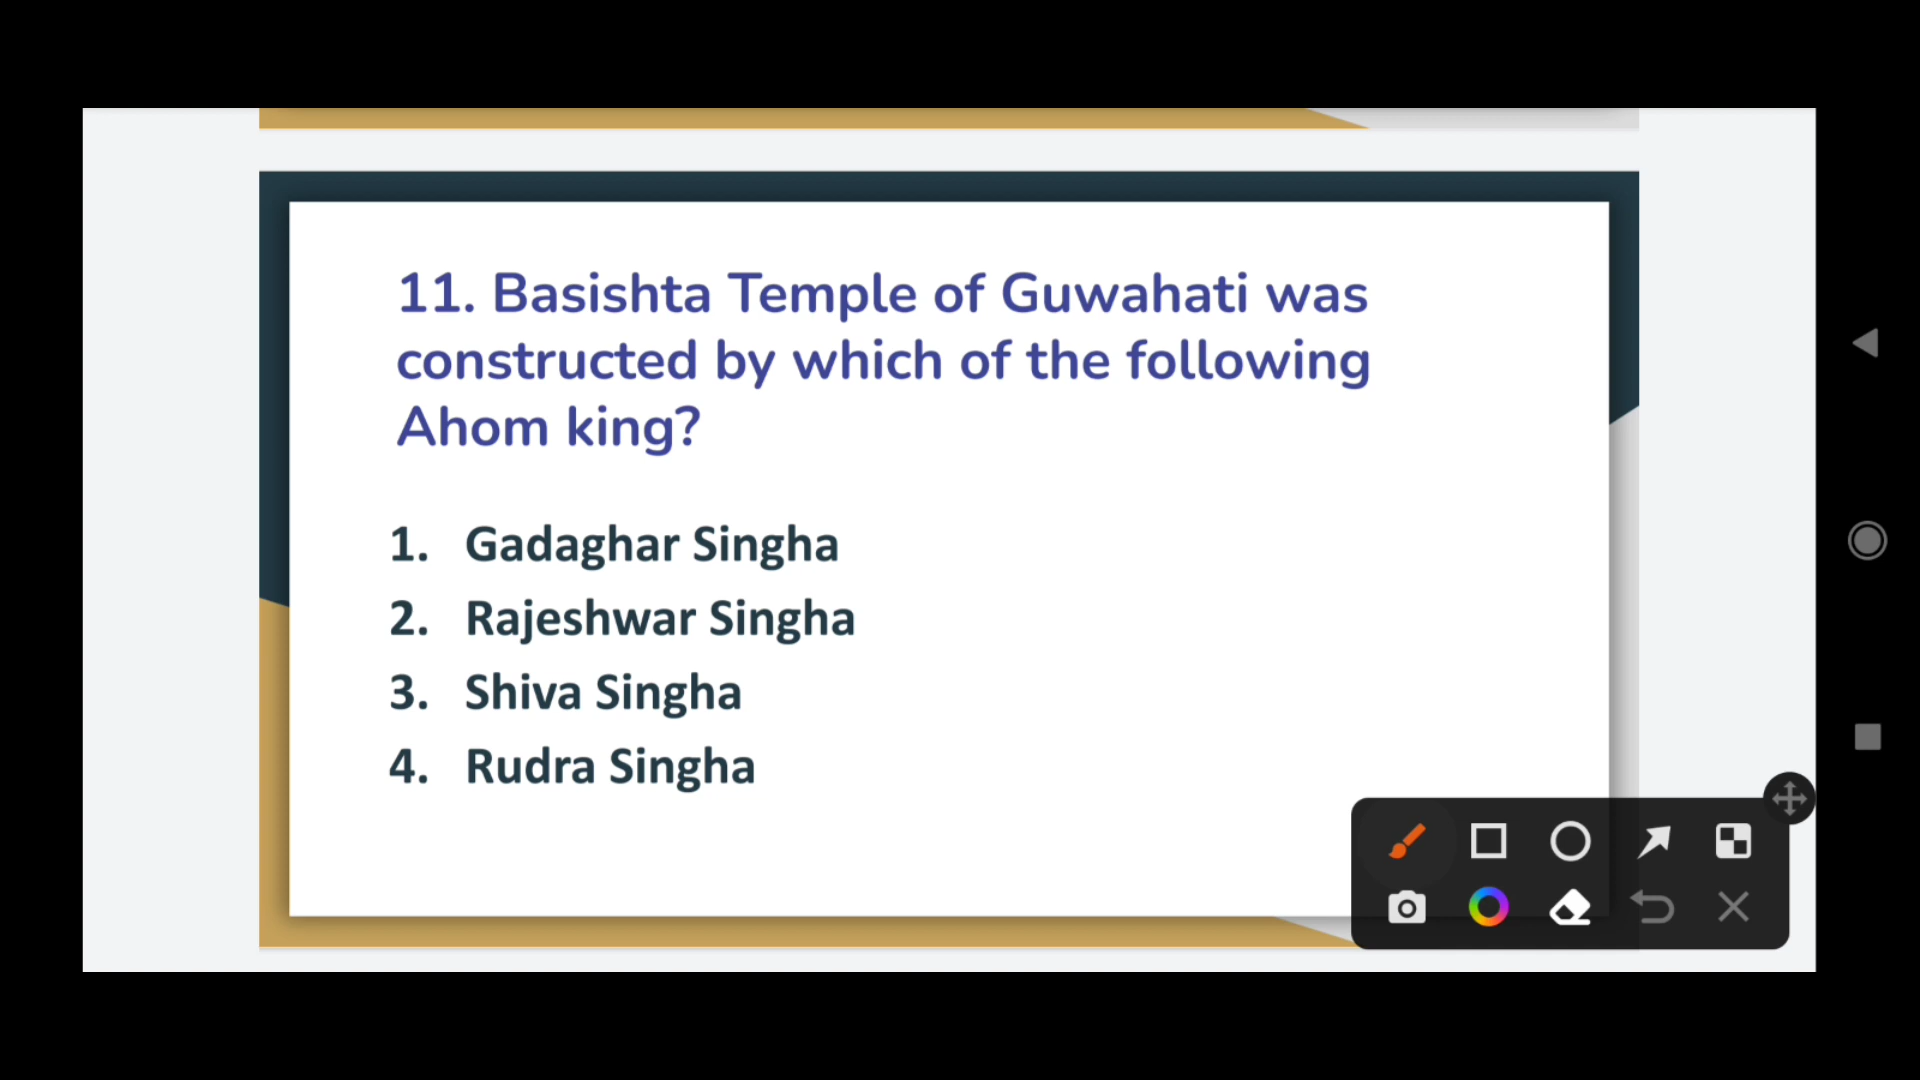 11. Basishta Temple of Guwahati was
constructed by which of the following
Ahom king?
1. Gadaghar Singha
2. Rajeshwar Singha
3. Shiva Singha
4. Rudra Singha